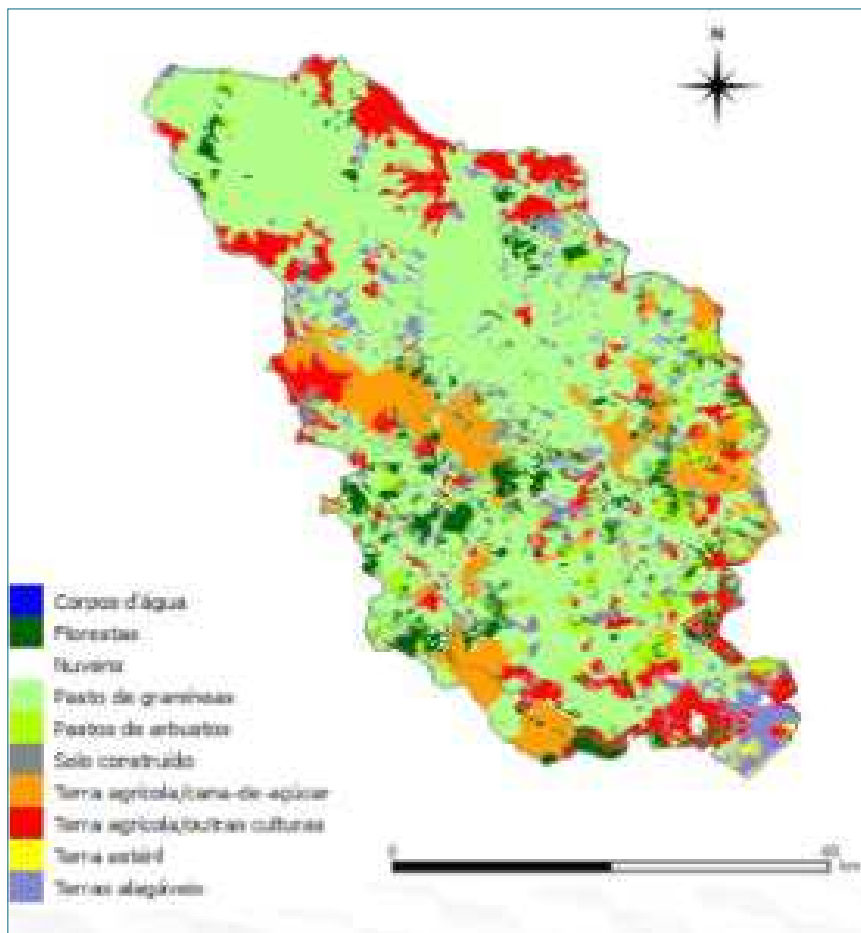 N
Corpos d'água
Florestas
Nuvens
Pasto de gramíneas
Pastos de arbustos
Solo construído
Terra agrícola/cana-de-açúcar
Terra agrícola/outras culturas
Terra estéril
Terras alagáveis
0
km